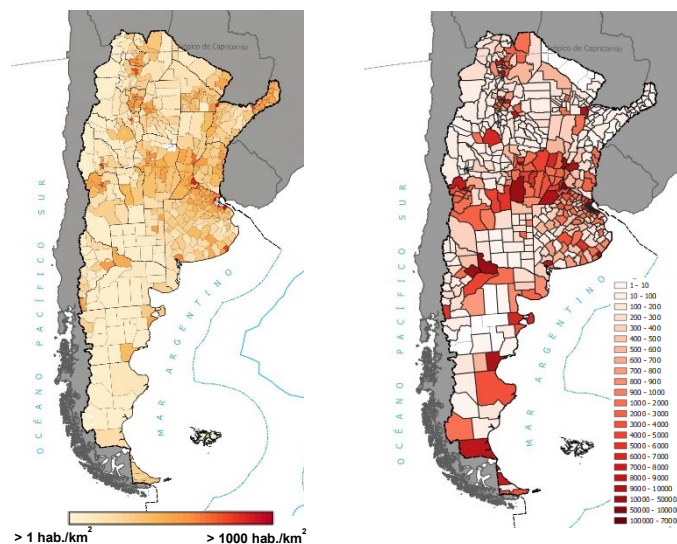 Trópico de Capricornio
OCÉANO PACÍFICO SUR
MAR ARGENTINO
> 1 hab./km²
> 1000 hab./km²
ópico de Capricornio
OCÉANO PACÍFICO SUR
MAR ARGENTINO
1 - 10
10 - 100
100 - 200
200 - 300
300 - 400
400 - 500
500 - 600
600 - 700
700 - 800
800 - 900
900 - 1000
1000 - 2000
2000 - 3000
3000 - 4000
4000 - 5000
5000 - 6000
6000 - 7000
7000 - 8000
8000 - 9000
9000 - 10000
10000 - 50000
50000 - 10000
100000 - 7000